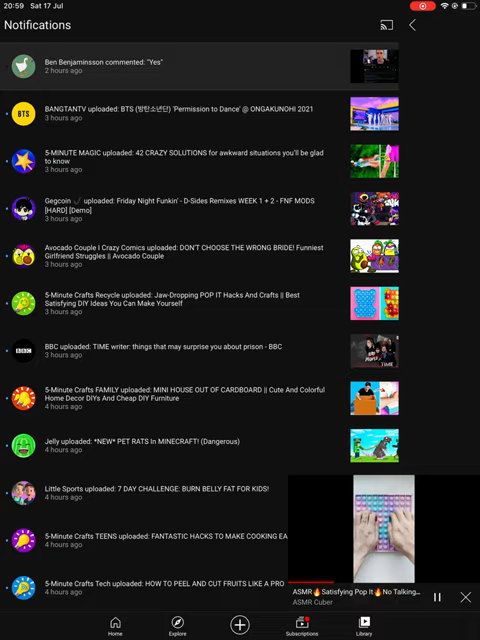 20:59 Sat 17 Jul
Notifications
Ben Benjaminsson commented: "Yes"
2 hours ago
BTS
BANGTANTV uploaded: BTS (방탄소년단) 'Permission to Dance' @ ONGAKUNOHI 2021
3 hours ago
5-MINUTE MAGIC uploaded: 42 CRAZY SOLUTIONS for awkward situations you'll be glad
to know
3 hours ago
Gegcoin uploaded: Friday Night Funkin' - D-Sides Remixes WEEK 1 + 2 - FNF MODS
[HARD] [Demo]
3 hours ago
Avocado Couple I Crazy Comics uploaded: DON'T CHOOSE THE WRONG BRIDE! Funniest
Girlfriend Struggles || Avocado Couple
3 hours ago
5-Minute Crafts Recycle uploaded: Jaw-Dropping POP IT Hacks And Crafts || Best
Satisfying DIY Ideas You Can Make Yourself
3 hours ago
BBC
BBC uploaded: TIME writer: things that may surprise you about prison - BBC
3 hours ago
5-Minute Crafts FAMILY uploaded: MINI HOUSE OUT OF CARDBOARD || Cute And Colorful
Home Decor DIYs And Cheap DIY Furniture
4 hours ago
Jelly uploaded: *NEW* PET RATS In MINECRAFT! (Dangerous)
4 hours ago
Little Sports uploaded: 7 DAY CHALLENGE: BURN BELLY FAT FOR KIDS!
4 hours ago
5-Minute Crafts TEENS uploaded: FANTASTIC HACKS TO MAKE COOKING EA
4 hours ago
5-Minute Crafts Tech uploaded: HOW TO PEEL AND CUT FRUITS LIKE A PRO
4 hours ago
ASMR🔥Satisfying Pop It🔥No Talking...
ASMR Cuber
Home
Explore
Subscriptions
Library